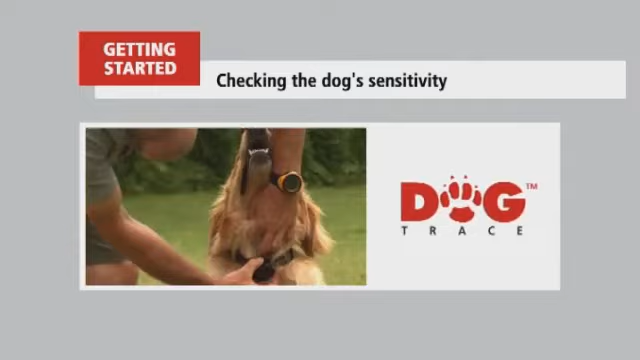 GETTING
STARTED
Checking the dog's sensitivity
DOG™
TRACE